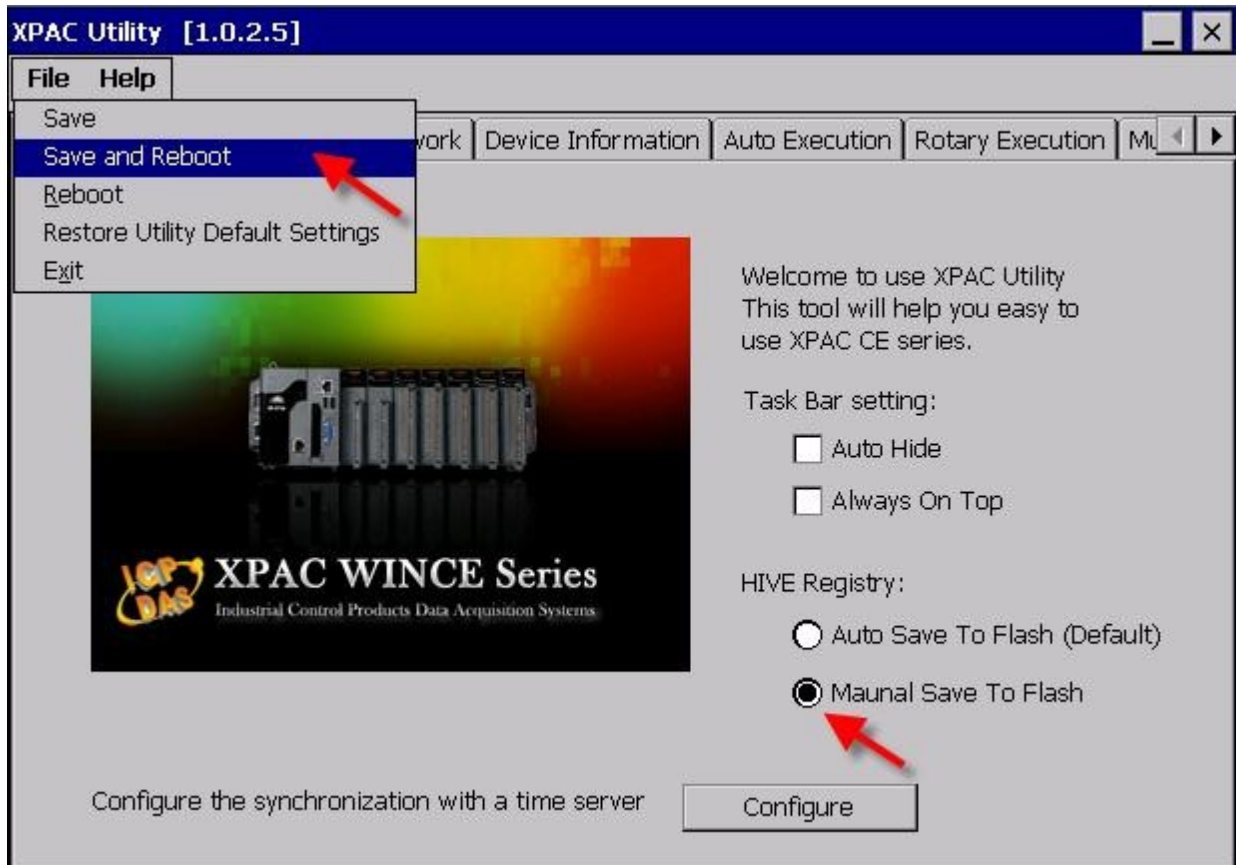 XPAC Utility [1.0.2.5]
File Help
Save
Save and Reboot
Reboot
Restore Utility Default Settings
Exit
Device Information
Auto Execution
Rotary Execution
Welcome to use XPAC Utility
This tool will help you easy to
use XPAC CE series.
Task Bar setting:
Auto Hide
Always On Top
ICP
DAS
XPAC WINCE Series
Industrial Control Products Data Acquisition Systems
HIVE Registry:
Auto Save To Flash (Default)
Maunal Save To Flash
Configure the synchronization with a time server
Configure